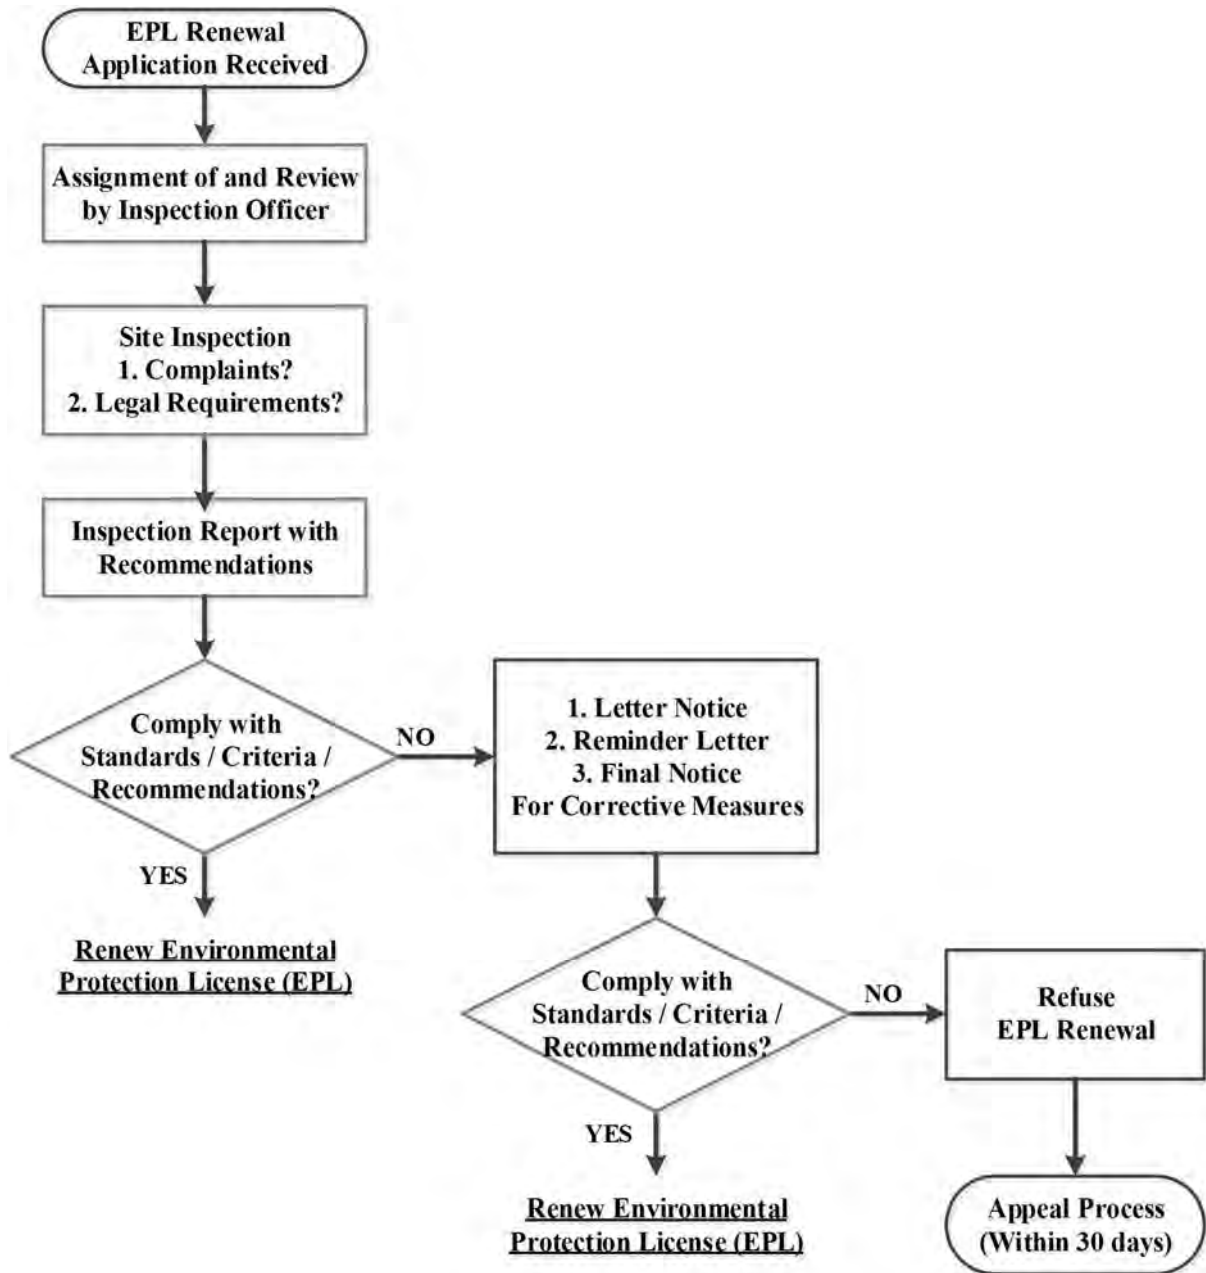 EPL Renewal
Application Received
Assignment of and Review
by Inspection Officer
Site Inspection
1. Complaints?
2. Legal Requirements?
Inspection Report with
Recommendations
Comply with
Standards / Criteria /
Recommendations?
NO
YES
Renew Environmental
Protection License (EPL)
1. Letter Notice
2. Reminder Letter
3. Final Notice
For Corrective Measures
Comply with
Standards / Criteria /
Recommendations?
NO
YES
Renew Environmental
Protection License (EPL)
Refuse
EPL Renewal
Appeal Process
(Within 30 days)